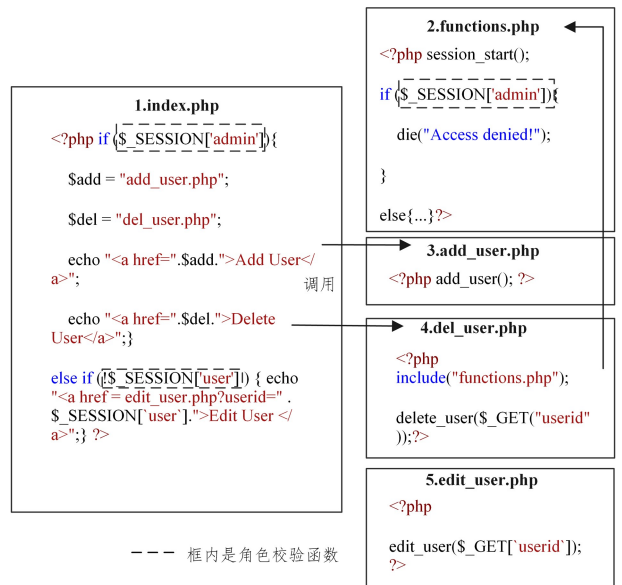 1.index.php
<?php if ($_SESSION['admin']){
$add = "add_user.php";
$del = "del_user.php";
echo "<a href=".$add.">Add User</
a>";
echo "<a href=".$del.">Delete
User</a>";}
else if (!$_SESSION['user']) { echo
"<a href = edit_user.php?userid=" .
$_SESSION[`user`].">Edit User </
a>";} ?>
调用
2.functions.php
<?php session_start();
if ($_SESSION['admin']){
die("Access denied!");
}
else{...}?>
3.add_user.php
<?php add_user(); ?>
4.del_user.php
<?php
include("functions.php");
delete_user($_GET("userid"
));?>
5.edit_user.php
<?php
edit_user($_GET[`userid`]);
?>
框内是角色校验函数